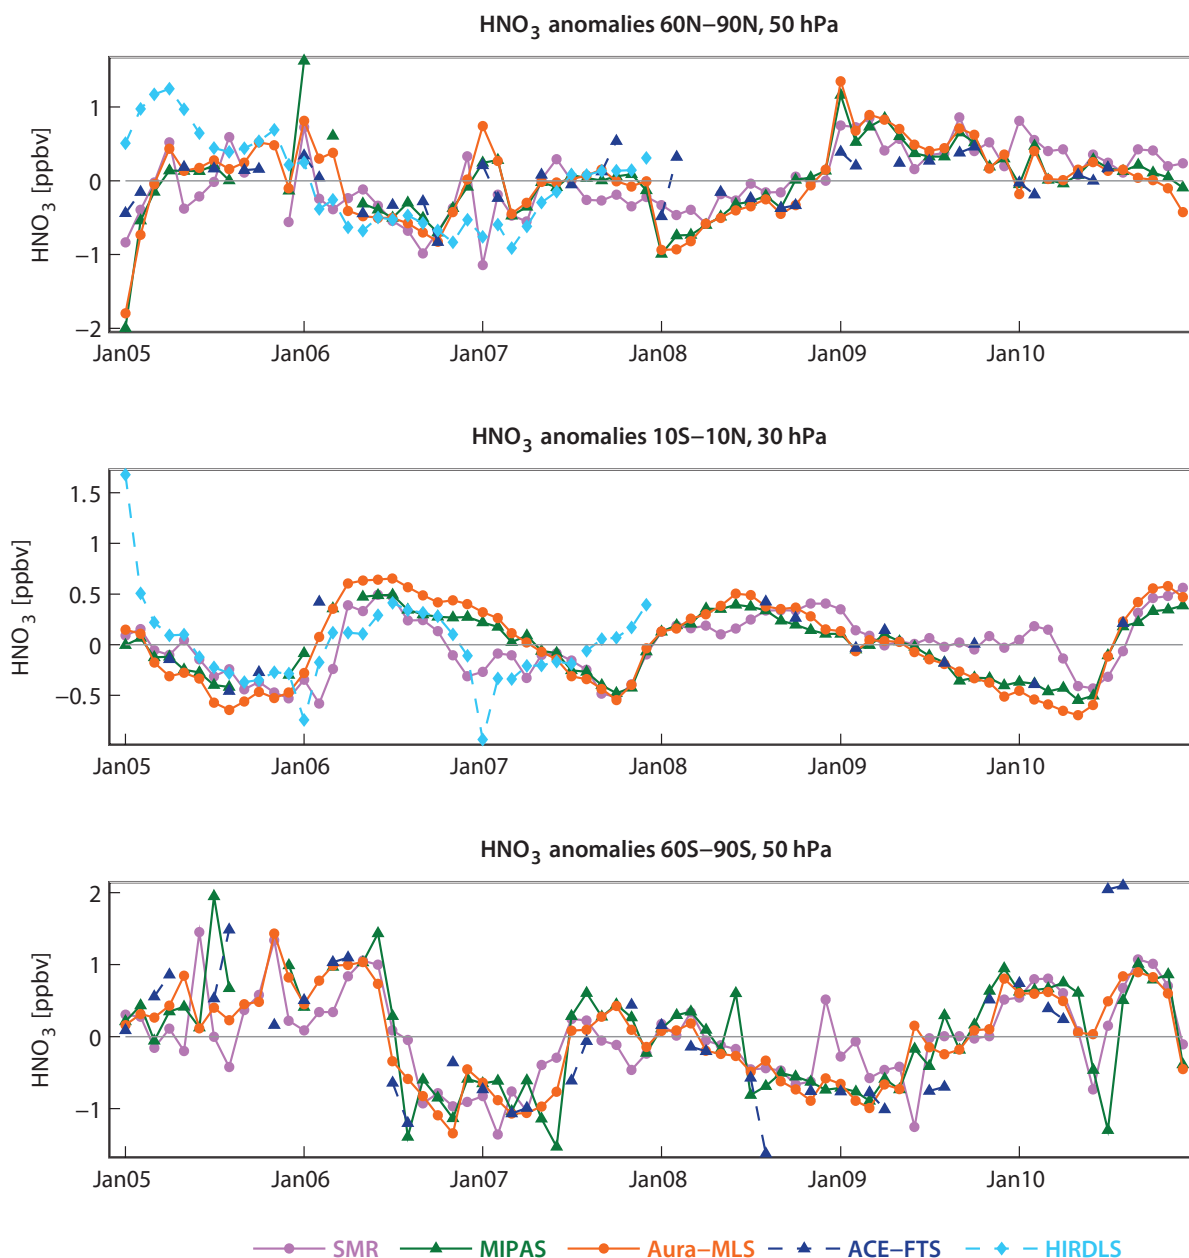 HNO3 anomalies 60N−90N, 50 hPa
HNO3 [ppbv]
1
0
−1
−2
Jan05 Jan06 Jan07 Jan08 Jan09 Jan10
HNO3 anomalies 10S−10N, 30 hPa
HNO3 [ppbv]
1.5
1
0.5
0
−0.5
Jan05 Jan06 Jan07 Jan08 Jan09 Jan10
HNO3 anomalies 60S−90S, 50 hPa
HNO3 [ppbv]
2
1
0
−1
Jan05 Jan06 Jan07 Jan08 Jan09 Jan10
SMR MIPAS Aura−MLS ACE−FTS HIRDLS